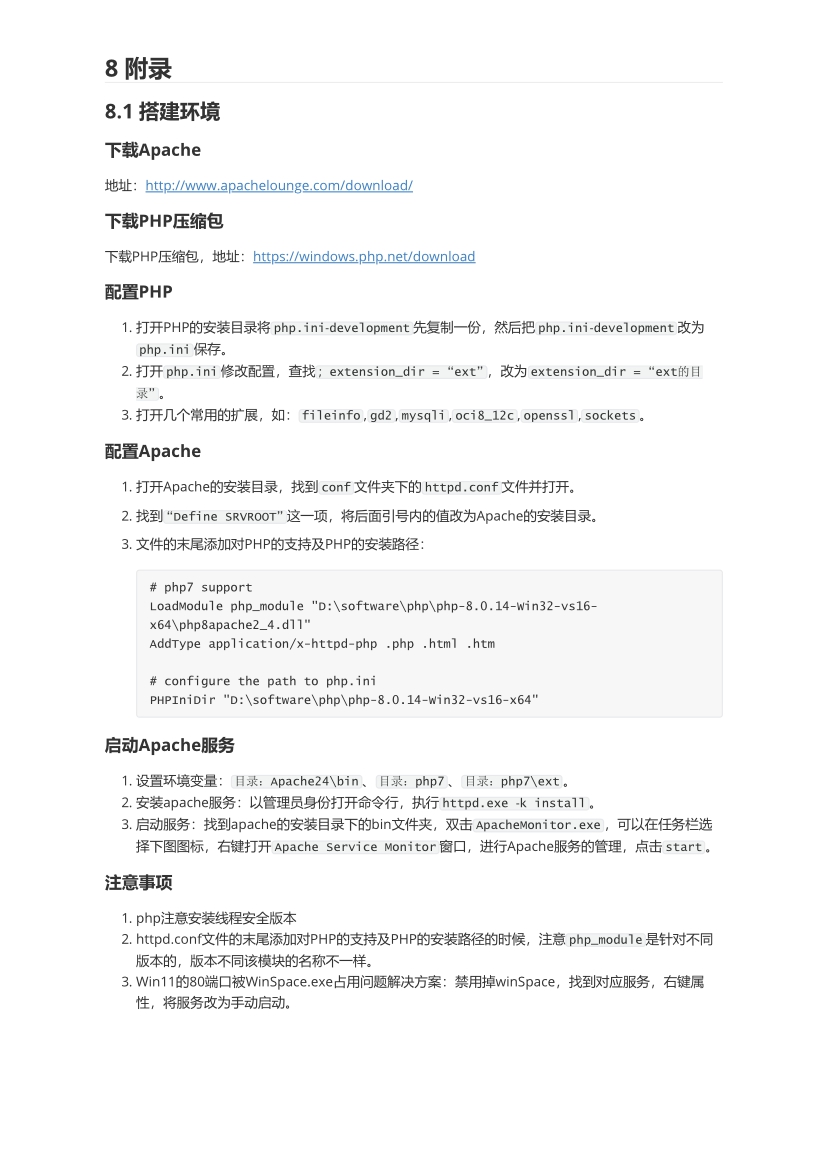 8 附录
8.1 搭建环境
下载Apache
地址：http://www.apachelounge.com/download/
下载PHP压缩包
下载PHP压缩包，地址：https://windows.php.net/download
配置PHP
1. 打开PHP的安装目录将 php.ini-development 先复制一份，然后把 php.ini-development 改为
php.ini 保存。
2. 打开 php.ini 修改配置，查找 ; extension_dir = “ext” ，改为 extension_dir = “ext的目
录” 。
3. 打开几个常用的扩展，如： fileinfo , gd2 , mysqli , oci8_12c , openssl , sockets 。
配置Apache
1. 打开Apache的安装目录，找到 conf 文件夹下的 httpd.conf 文件并打开。
2. 找到 “Define SRVROOT” 这一项，将后面引号内的值改为Apache的安装目录。
3. 文件的末尾添加对PHP的支持及PHP的安装路径：
# php7 support
LoadModule php_module "D:\software\php\php-8.0.14-Win32-vs16-
x64\php8apache2_4.dll"
AddType application/x-httpd-php .php .html .htm
# configure the path to php.ini
PHPIniDir "D:\software\php\php-8.0.14-Win32-vs16-x64"
启动Apache服务
1. 设置环境变量： 目录：Apache24\bin 、 目录：php7 、 目录：php7\ext 。
2. 安装apache服务：以管理员身份打开命令行，执行 httpd.exe -k install 。
3. 启动服务：找到apache的安装目录下的bin文件夹，双击 ApacheMonitor.exe ，可以在任务栏选
择下图图标，右键打开 Apache Service Monitor 窗口，进行Apache服务的管理，点击 start 。
注意事项
1. php注意安装线程安全版本
2. httpd.conf文件的末尾添加对PHP的支持及PHP的安装路径的时候，注意 php_module 是针对不同
版本的，版本不同该模块的名称不一样。
3. Win11的80端口被WinSpace.exe占用问题解决方案：禁用掉winSpace，找到对应服务，右键属
性，将服务改为手动启动。